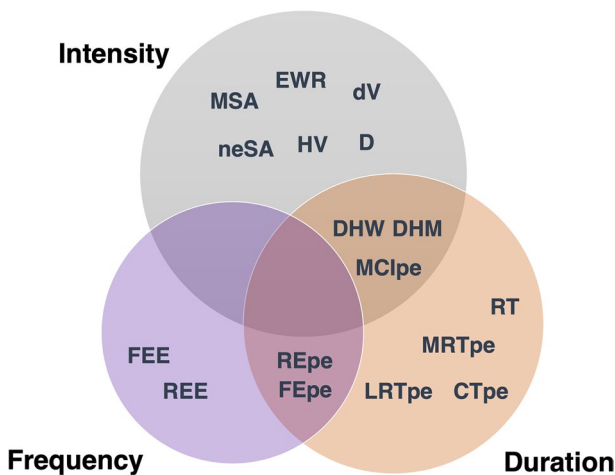 Intensity
EWR
MSA
dV
neSA
HV
D
DHW DHM
MCIpe
RT
MRTpe
FEE
REpe
REE
FEpe
LRTpe
CTpe
Frequency
Duration